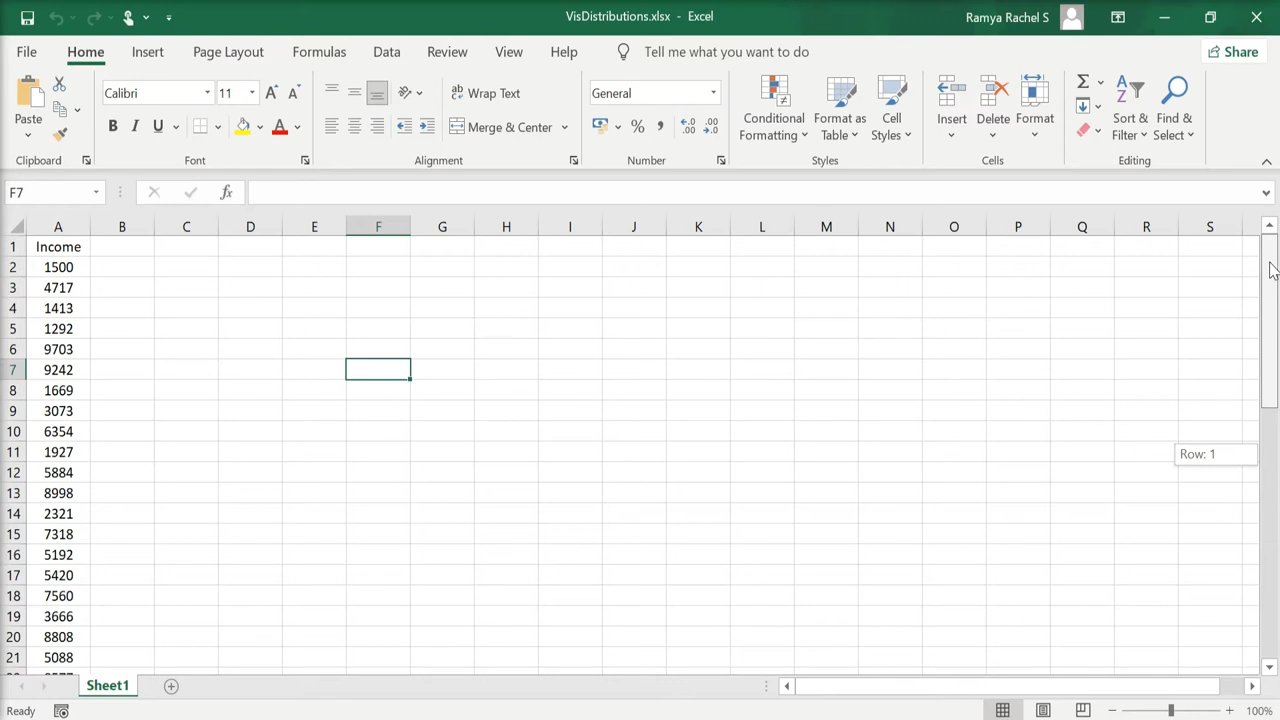 VisDistributions.xlsx - Excel
Ramya Rachel S
File Home Insert Page Layout Formulas Data Review View Help Tell me what you want to do Share
Paste
Clipboard
Calibri 11
B I U
Font
Wrap Text
Merge & Center
Alignment
General
Number
Conditional Formatting
Format as Table
Cell Styles
Styles
Insert
Delete
Format
Cells
Sort & Filter
Find & Select
Editing
F7 fx
A B C D E F G H I J K L M N O P Q R S
1 Income
2 1500
3 4717
4 1413
5 1292
6 9703
7 9242
8 1669
9 3073
10 6354
11 1927
Row: 1
12 5884
13 8998
14 2321
15 7318
16 5192
17 5420
18 7560
19 3666
20 8808
21 5088
Sheet1
Ready
100%